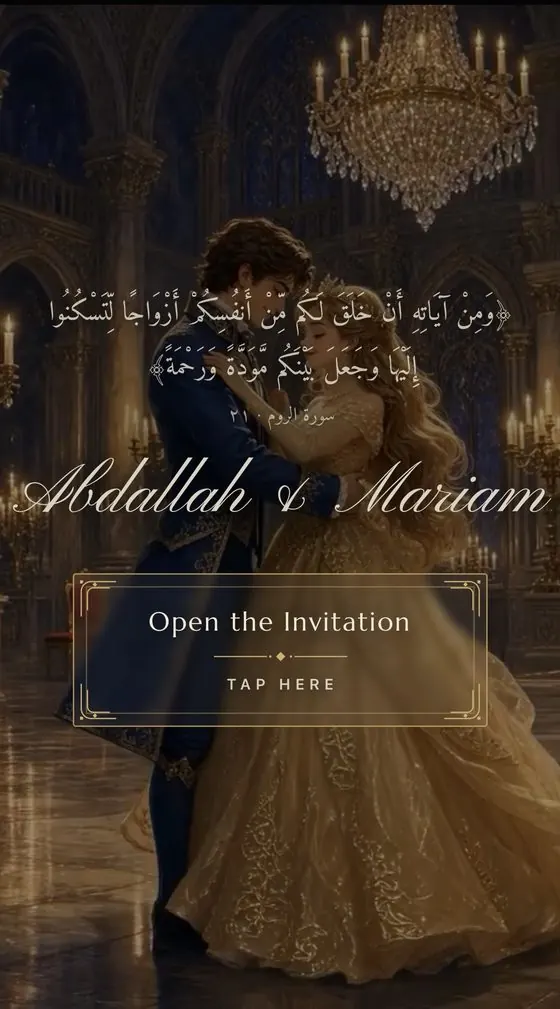 ﴿وَمِنْ آيَاتِهِ أَنْ خَلَقَ لَكُم مِّنْ أَنفُسِكُمْ أَزْوَاجًا لِّتَسْكُنُوا
إِلَيْهَا وَجَعَلَ بَيْنَكُم مَّوَدَّةً وَرَحْمَةً﴾
سورة الروم · ٢١
Abdallah & Mariam
Open the Invitation
TAP HERE